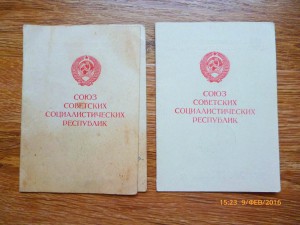 СОЮЗ
СОВЕТСКИХ
СОЦИАЛИСТИЧЕСКИХ
РЕСПУБЛИК
СОЮЗ
СОВЕТСКИХ
СОЦИАЛИСТИЧЕСКИХ
РЕСПУБЛИК
15:23 9/ФЕВ/2016